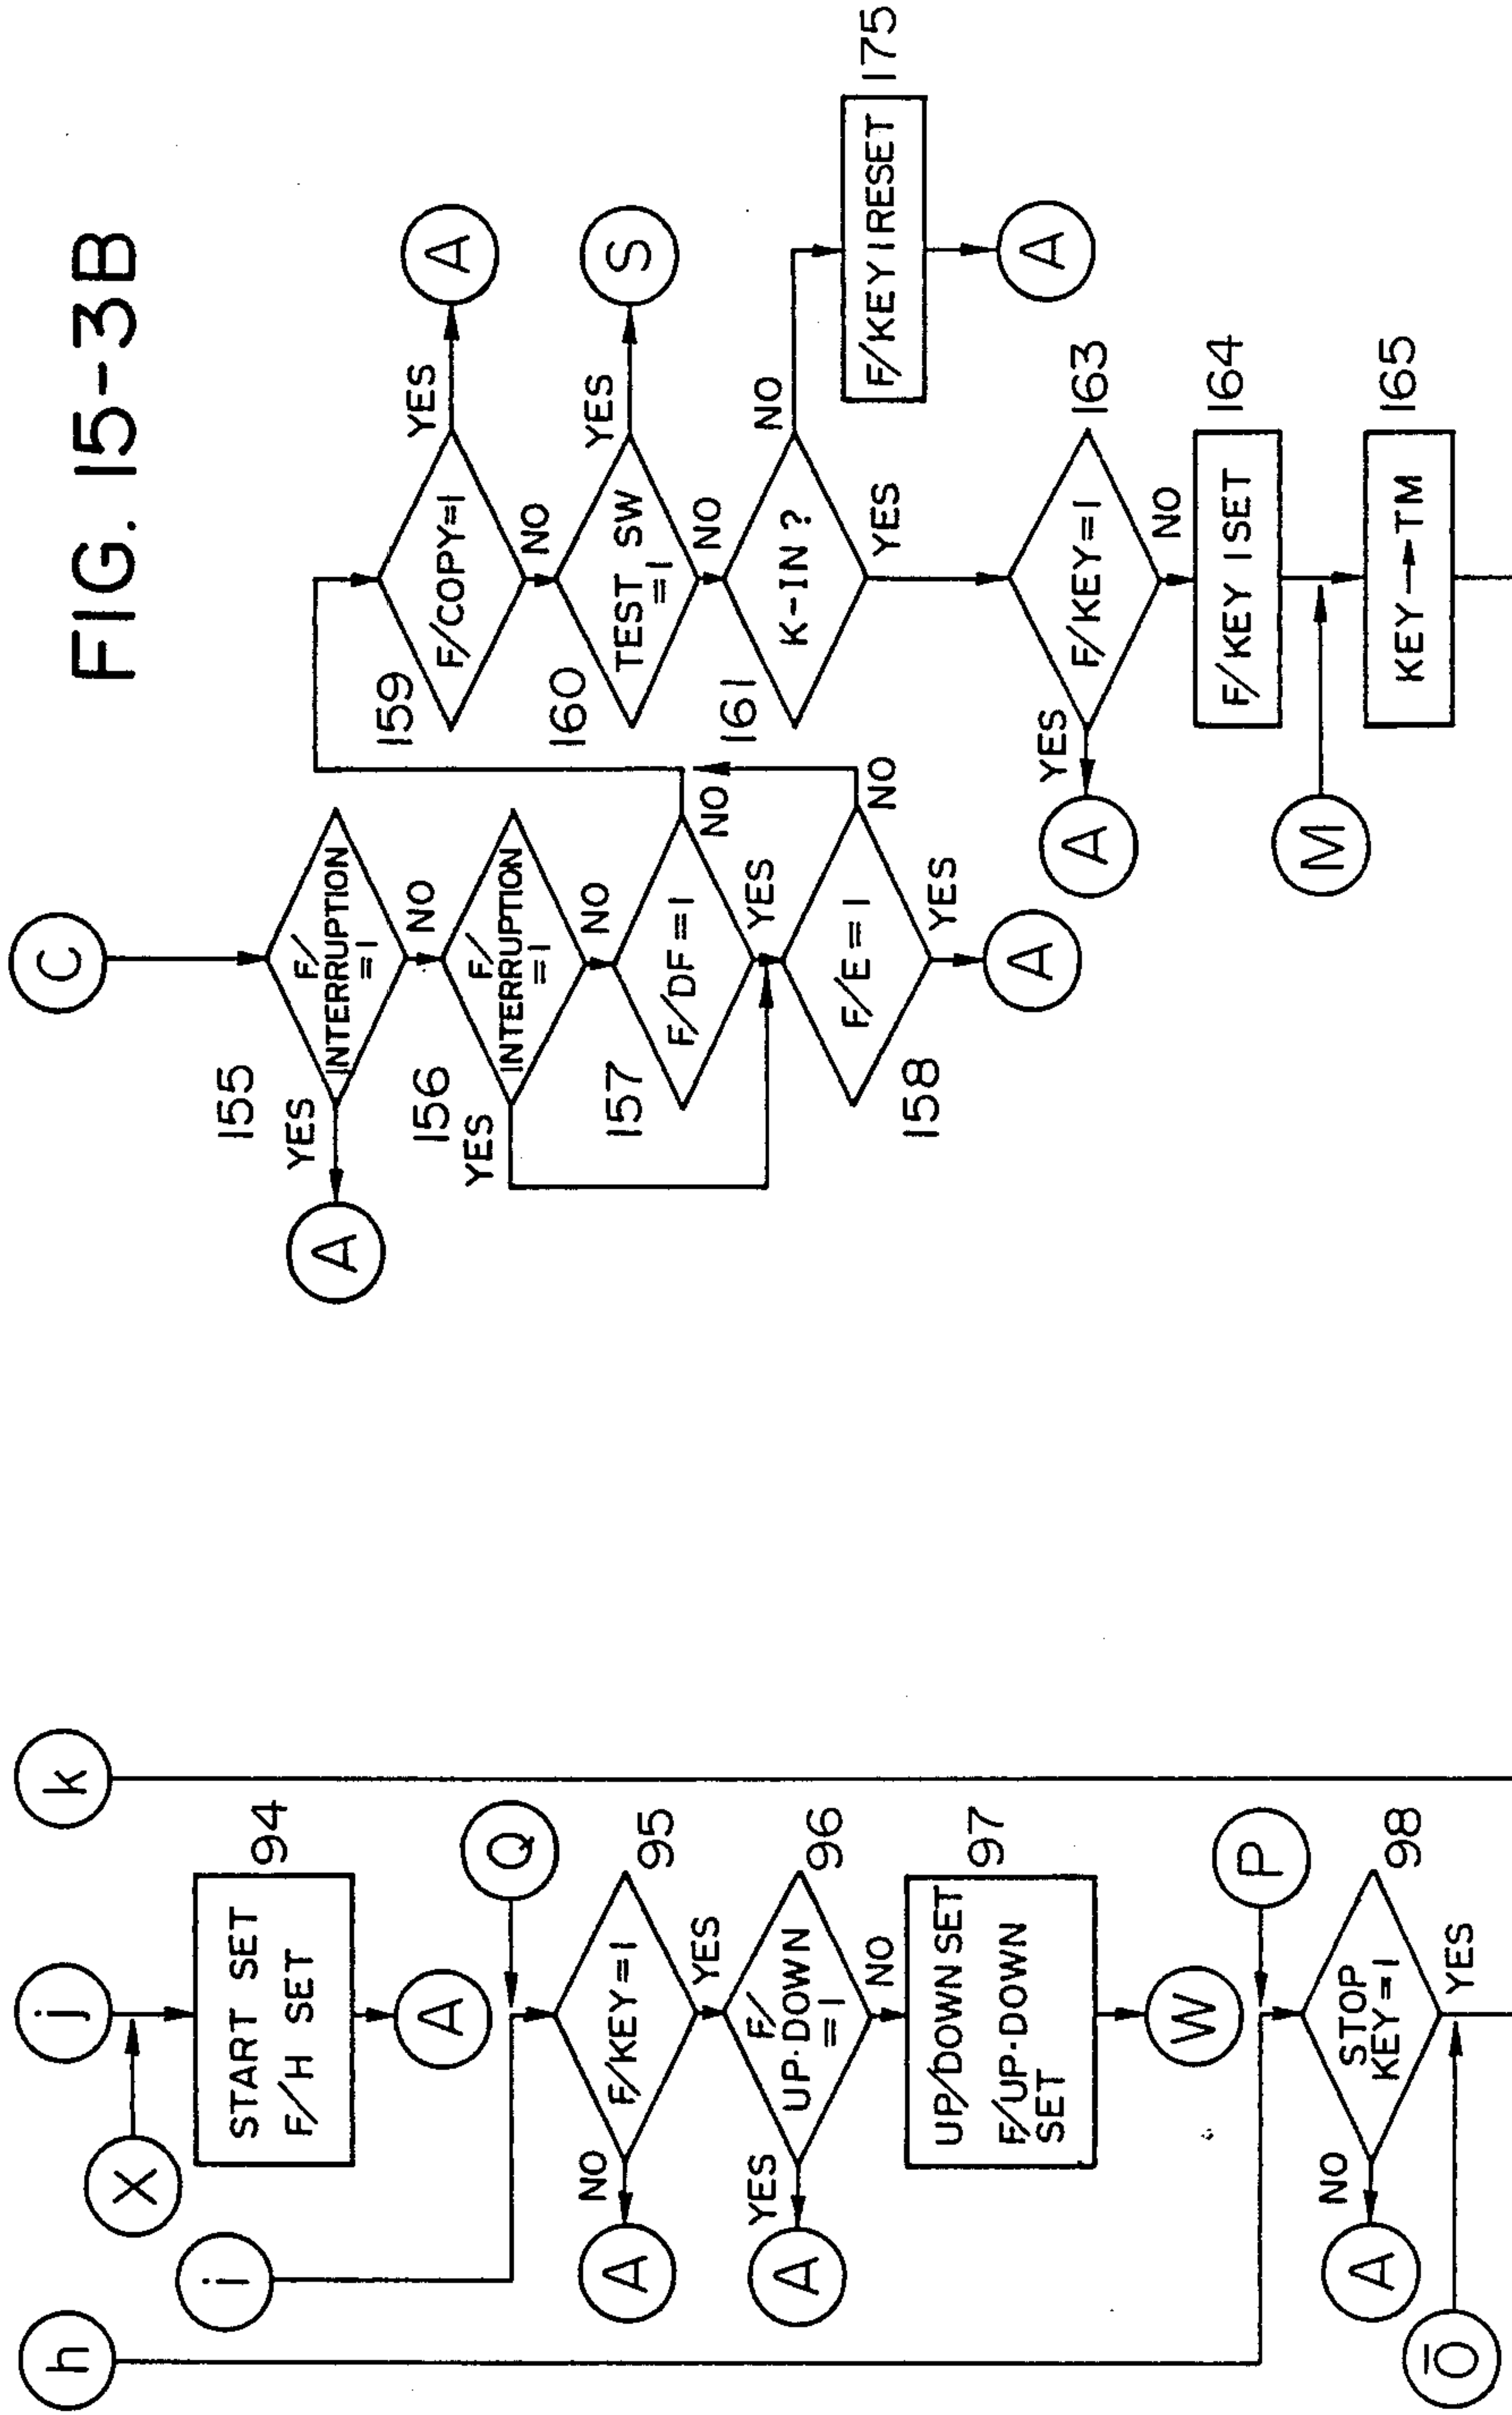 FIG. 15-3B
h
i
X
j
START SET
F/H SET
94
A
k
Q
F/KEY=1
95
NO
A
YES
F/
UP·DOWN
=1
96
YES
A
NO
UP/DOWN SET
F/UP·DOWN
SET
97
W
P
STOP
KEY=1
98
NO
A
YES
Ō
C
155
F/
INTERRUPTION
=1
YES
A
NO
156
F/
INTERRUPTION
=1
YES
NO
157
F/DF=1
NO
YES
158
F/E=1
NO
YES
A
159
F/COPY=1
YES
A
NO
160
TEST SW
=1
YES
S
NO
161
K-IN?
NO
F/KEY 1 RESET
175
A
YES
F/KEY=1
163
YES
A
NO
F/KEY 1 SET
164
M
KEY→TM
165